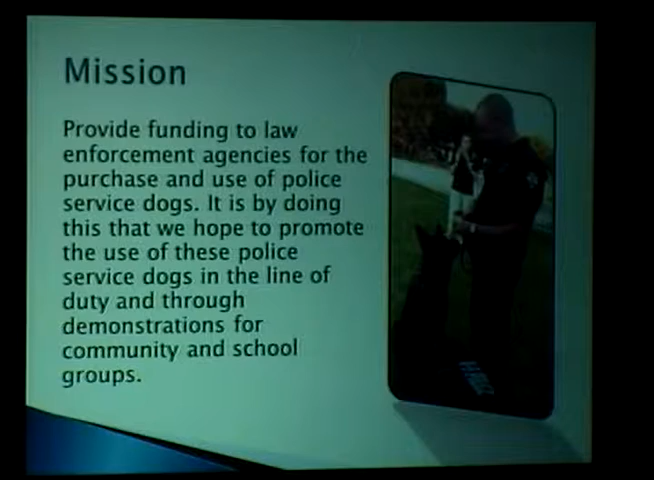 Mission
Provide funding to law
enforcement agencies for the
purchase and use of police
service dogs. It is by doing
this that we hope to promote
the use of these police
service dogs in the line of
duty and through
demonstrations for
community and school
groups.